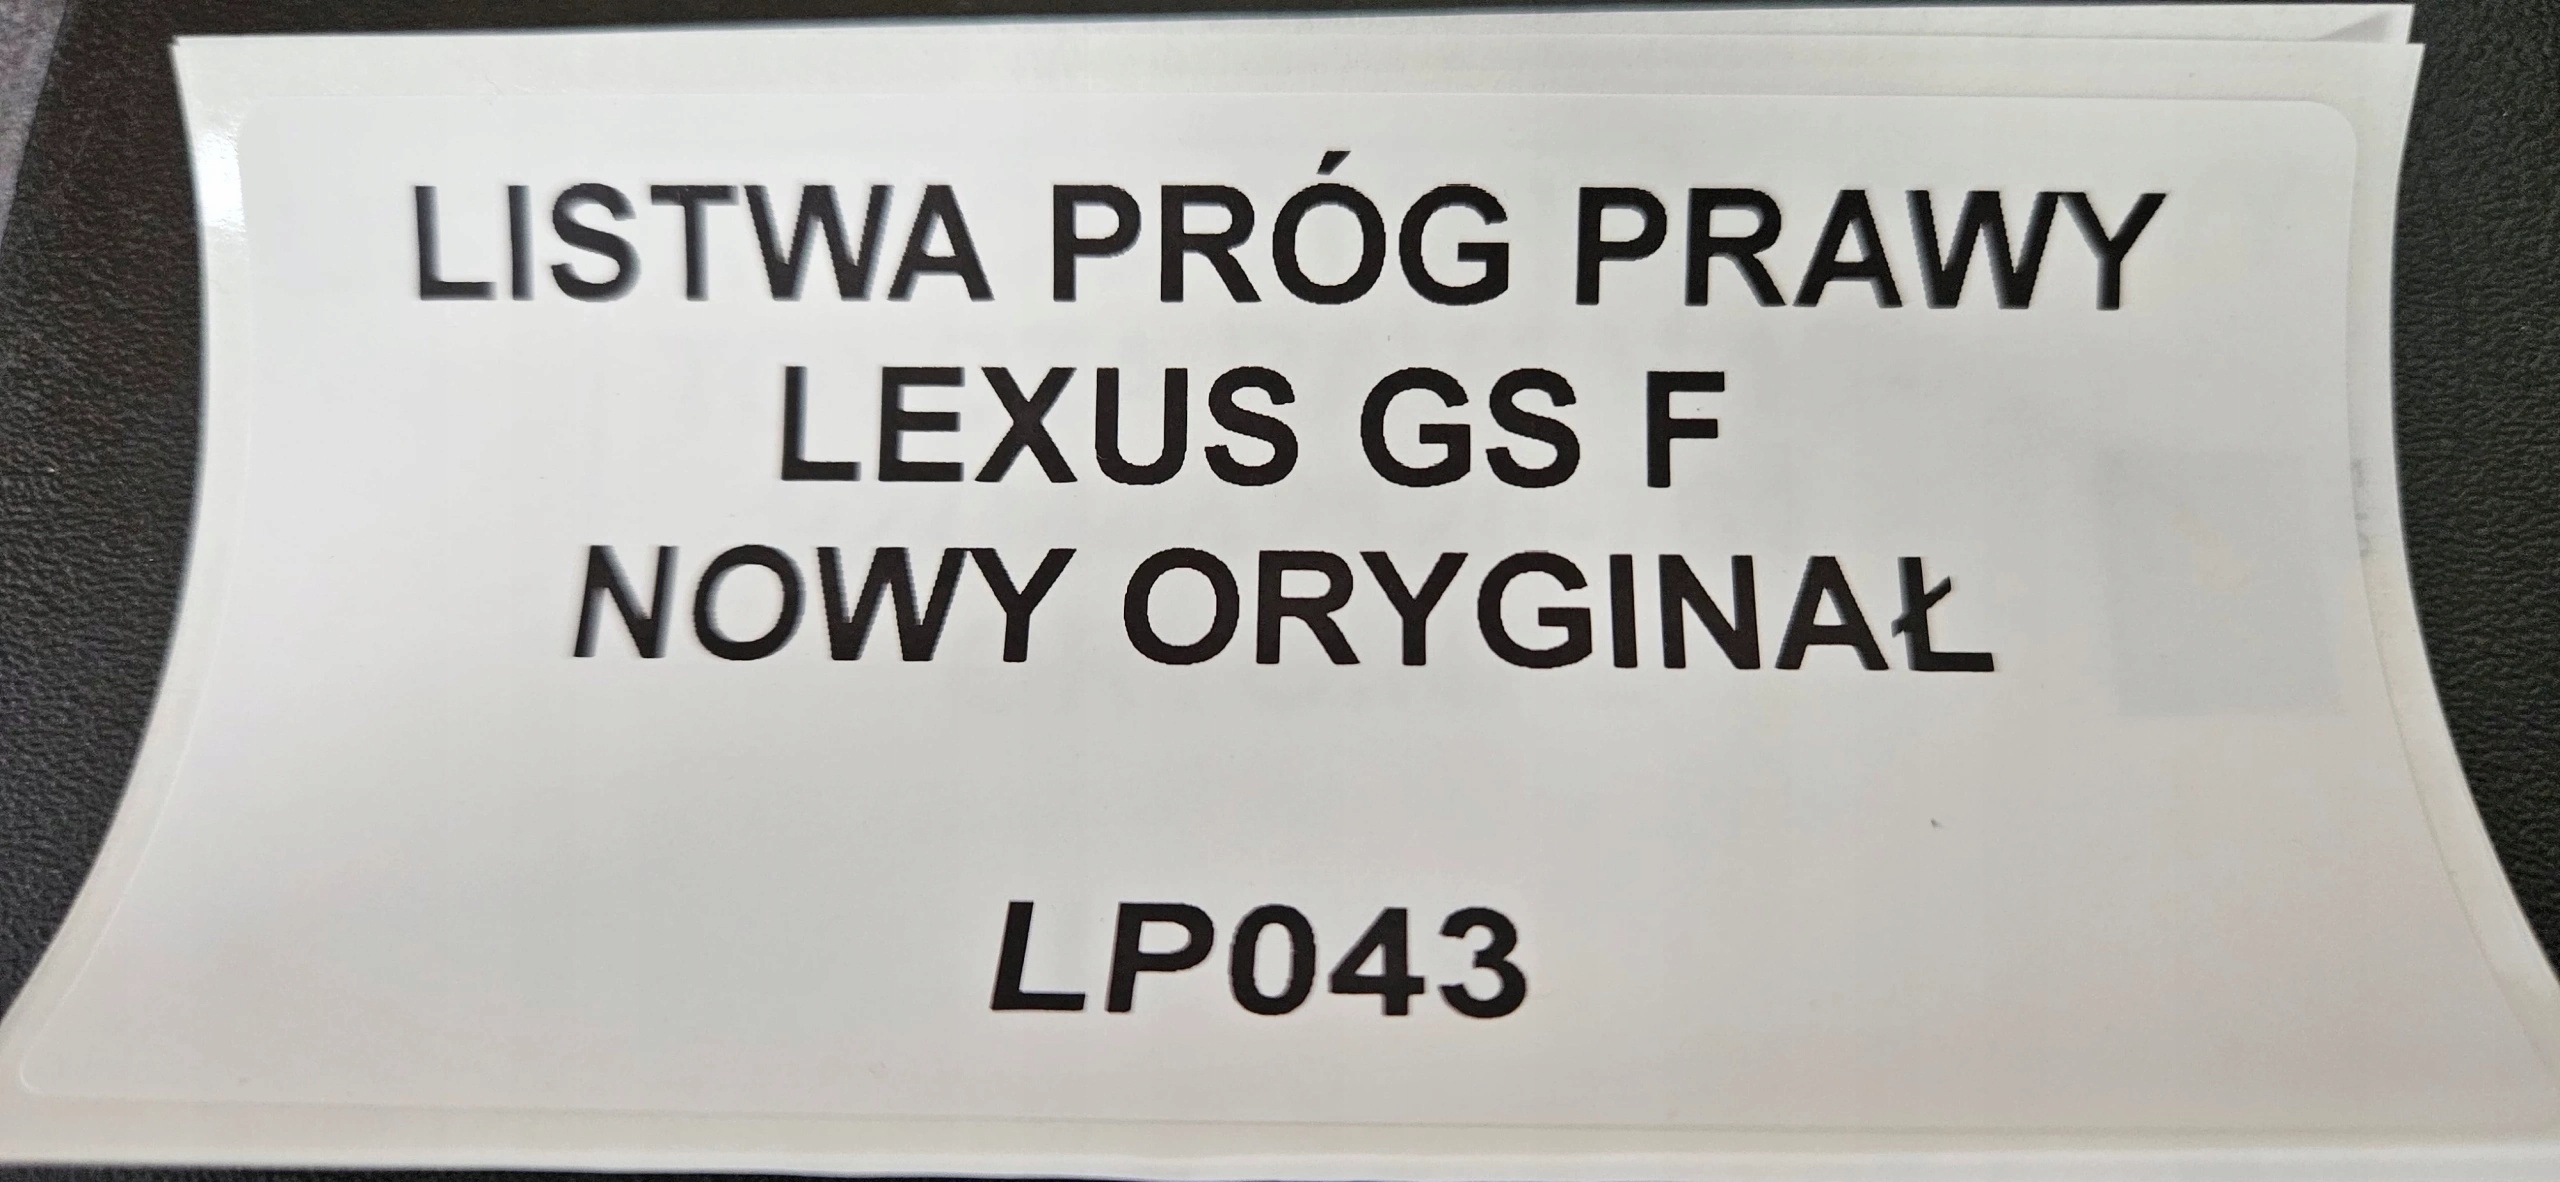 LISTWA PRÓG PRAWY
LEXUS GS F
NOWY ORYGINAŁ
LP043